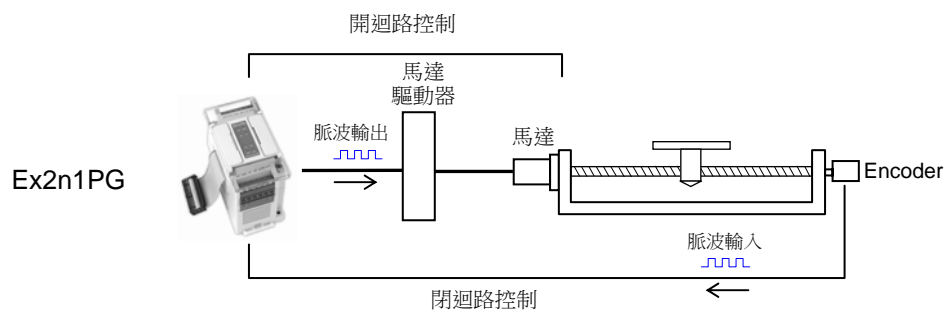 開迴路控制
馬達
驅動器
脈波輸出
馬達
Ex2n1PG
Encoder
脈波輸入
閉迴路控制